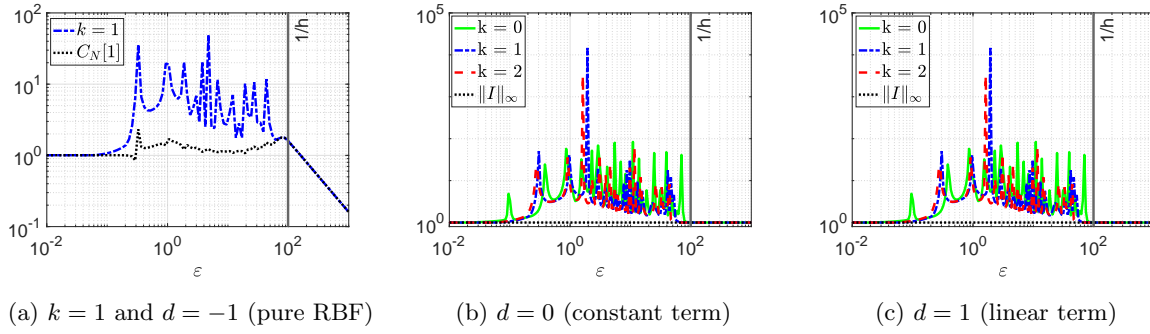 10^2
10^1
10^0
10^-1
k = 1
C_N[1]
1/h
10^-2
10^0
10^2
ε
(a) k = 1 and d = −1 (pure RBF)
10^5
10^0
k = 0
k = 1
k = 2
‖I‖∞
1/h
10^-2
10^0
10^2
ε
(b) d = 0 (constant term)
10^5
10^0
k = 0
k = 1
k = 2
‖I‖∞
1/h
10^-2
10^0
10^2
ε
(c) d = 1 (linear term)